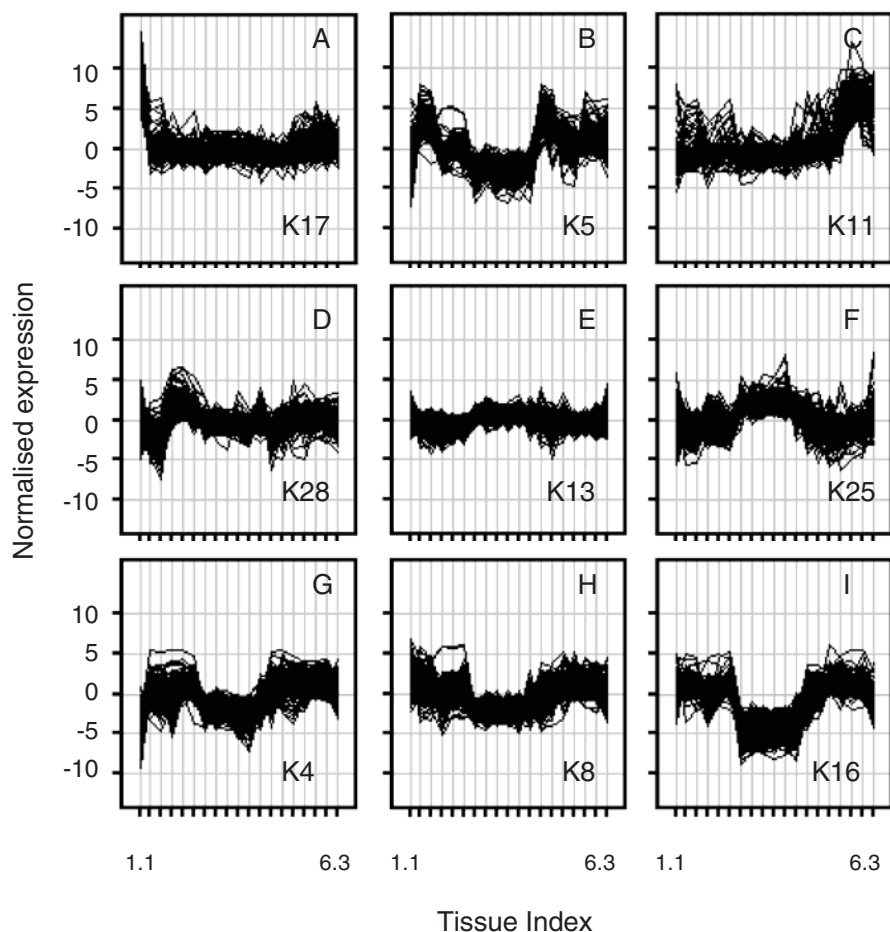 A B C
10
5
0
-5
-10
K17 K5 K11
Normalised expression
D E F
10
5
0
-5
-10
K28 K13 K25
G H I
10
5
0
-5
-10
K4 K8 K16
1.1 6.3 1.1 6.3 1.1 6.3
Tissue Index